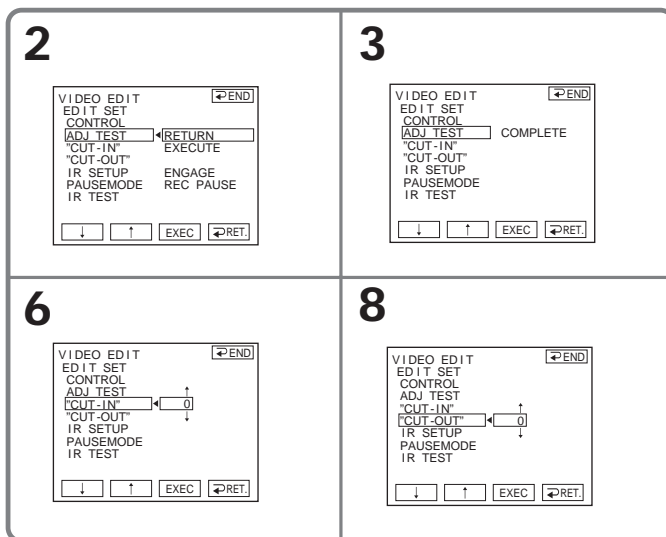 2
VIDEO EDIT ⮌END
EDIT SET
CONTROL
ADJ TEST RETURN
"CUT-IN" EXECUTE
"CUT-OUT"
IR SETUP ENGAGE
PAUSEMODE REC PAUSE
IR TEST
↓ ↑ EXEC ⮌RET.
3
VIDEO EDIT ⮌END
EDIT SET
CONTROL
ADJ TEST COMPLETE
"CUT-IN"
"CUT-OUT"
IR SETUP
PAUSEMODE
IR TEST
↓ ↑ EXEC ⮌RET.
6
VIDEO EDIT ⮌END
EDIT SET
CONTROL
ADJ TEST ↑
"CUT-IN" 0
"CUT-OUT" ↓
IR SETUP
PAUSEMODE
IR TEST
↓ ↑ EXEC ⮌RET.
8
VIDEO EDIT ⮌END
EDIT SET
CONTROL
ADJ TEST
"CUT-IN" ↑
"CUT-OUT" 0
IR SETUP ↓
PAUSEMODE
IR TEST
↓ ↑ EXEC ⮌RET.